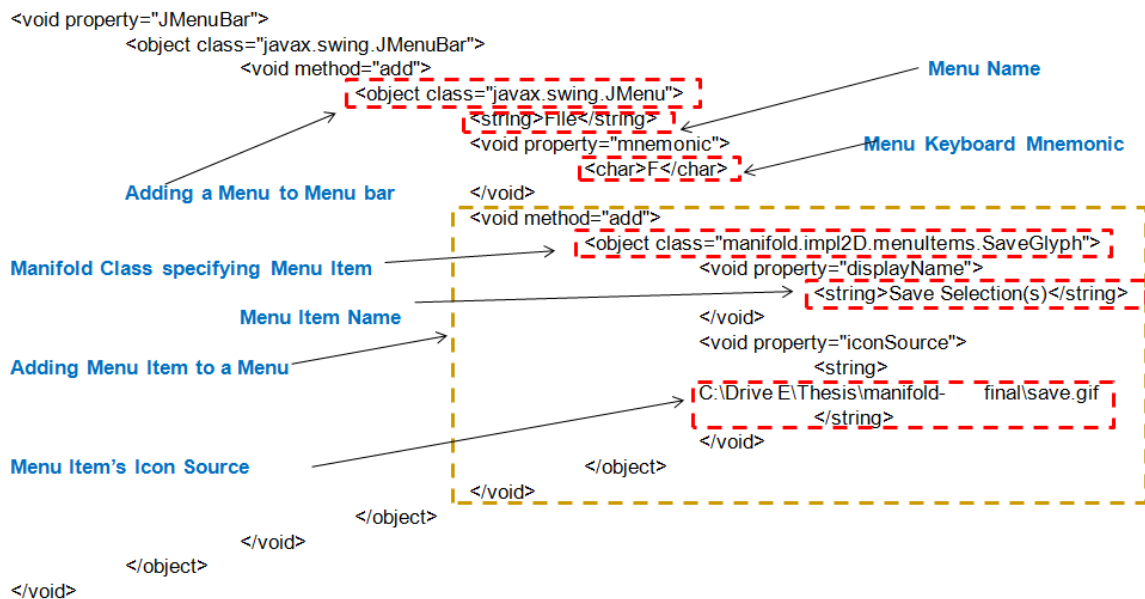 <void property="JMenuBar">
<object class="javax.swing.JMenuBar">
<void method="add">
Menu Name
<object class="javax.swing.JMenu">
<string>File</string>
<void property="mnemonic">
Menu Keyboard Mnemonic
<char>F</char>
Adding a Menu to Menu bar
</void>
<void method="add">
<object class="manifold.impl2D.menuItems.SaveGlyph">
Manifold Class specifying Menu Item
<void property="displayName">
<string>Save Selection(s)</string>
Menu Item Name
</void>
<void property="iconSource">
Adding Menu Item to a Menu
<string>
C:\Drive E\Thesis\manifold- final\save.gif
</string>
</void>
Menu Item's Icon Source
</object>
</void>
</object>
</void>
</object>
</void>